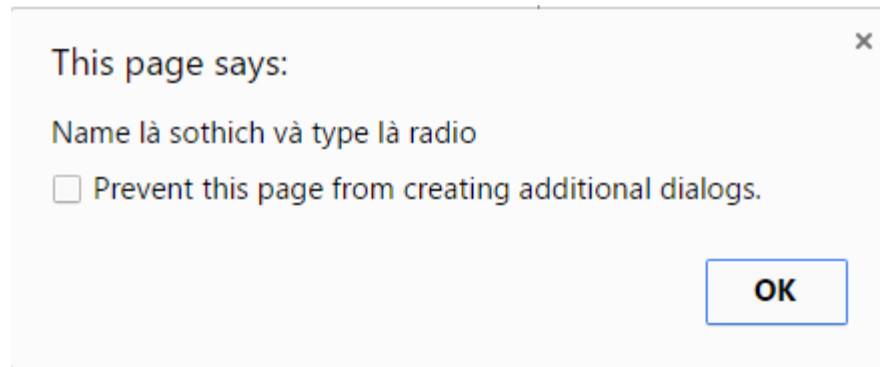 This page says:
Name là sothich và type là radio
Prevent this page from creating additional dialogs.
OK